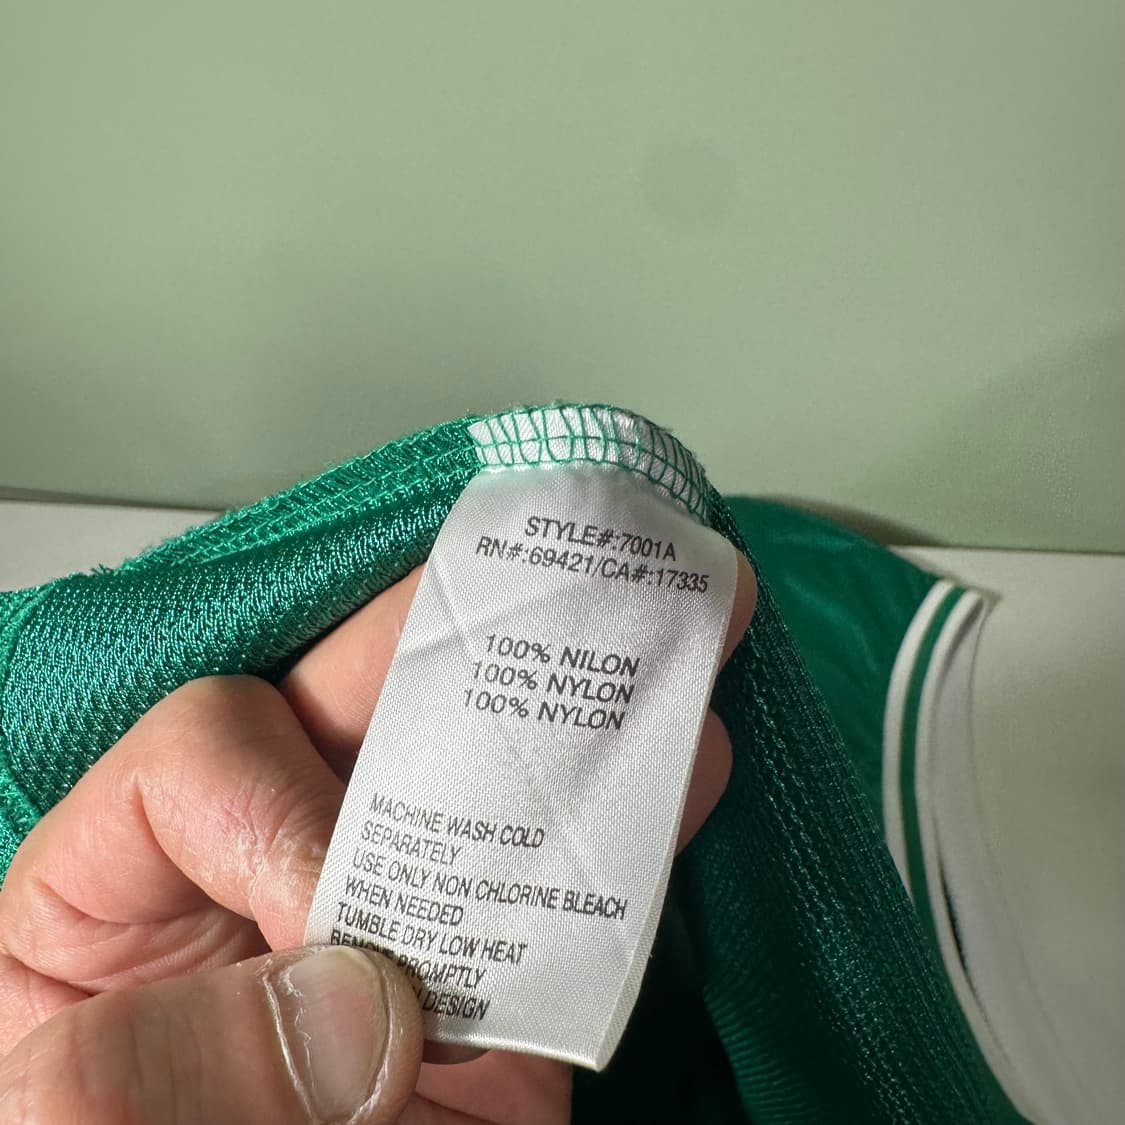 STYLE#:7001A
RN#:69421/CA#:17335
100% NILON
100% NYLON
100% NYLON
MACHINE WASH COLD
SEPARATELY
USE ONLY NON CHLORINE BLEACH
WHEN NEEDED
TUMBLE DRY LOW HEAT
REMOVE PROMPTLY
DESIGN